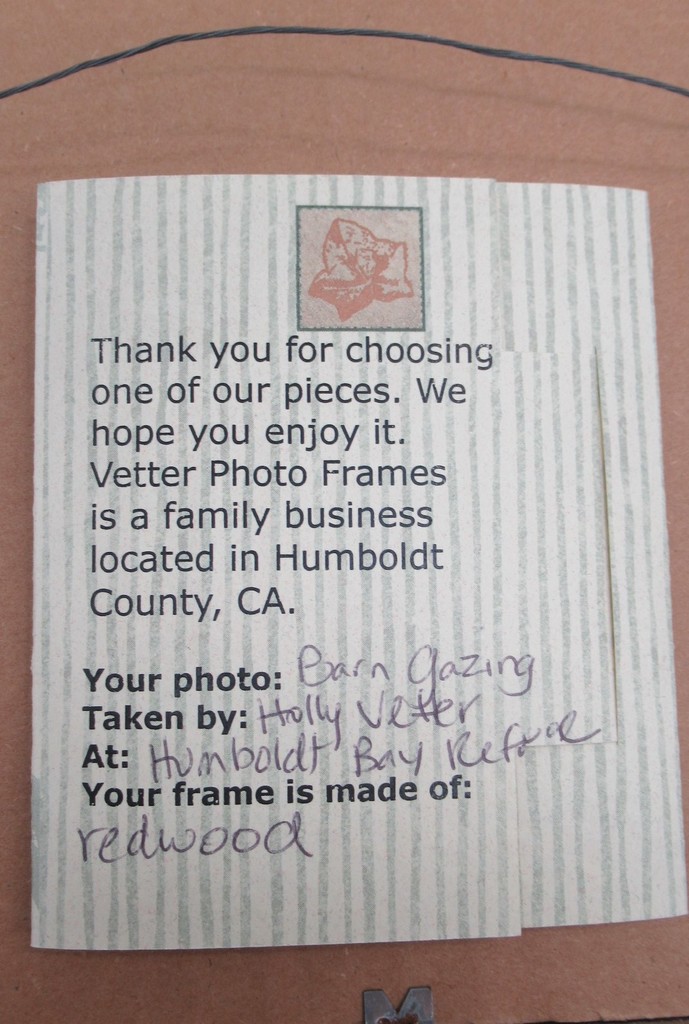 Thank you for choosing
one of our pieces. We
hope you enjoy it.
Vetter Photo Frames
is a family business
located in Humboldt
County, CA.
Your photo: Barn Gazing
Taken by: Holly Vetter
At: Humboldt Bay Refuge
Your frame is made of:
redwood